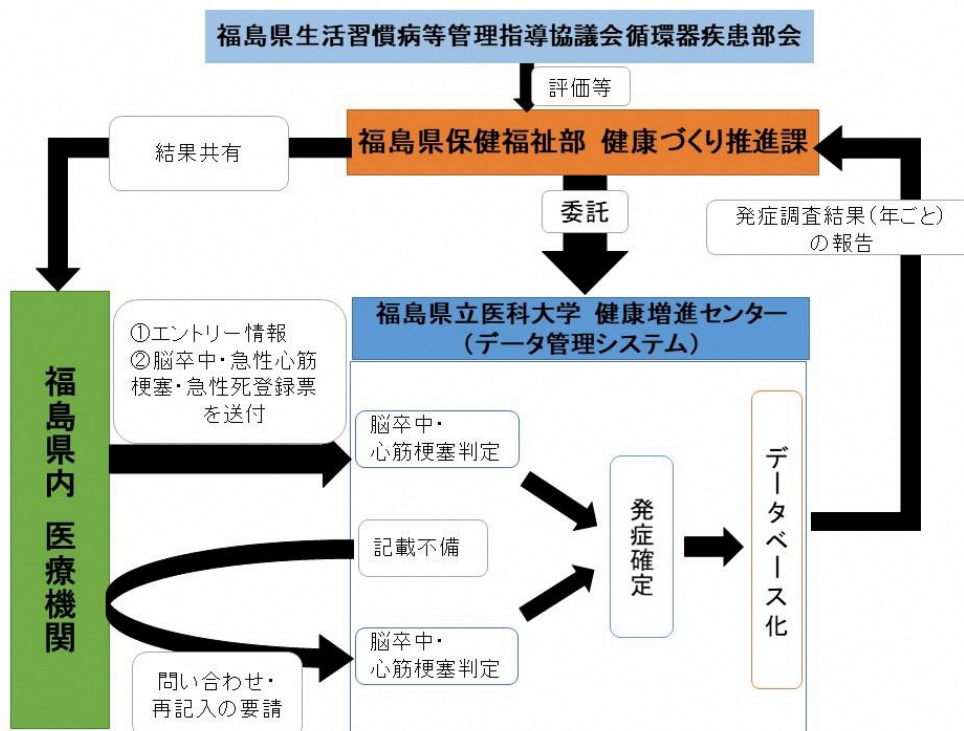 福島県生活習慣病等管理指導協議会循環器疾患部会
評価等
福島県保健福祉部 健康づくり推進課
結果共有
委託
発症調査結果(年ごと)
の報告
福島県立医科大学 健康増進センター
(データ管理システム)
①エントリー情報
②脳卒中・急性心筋
梗塞・急性死登録票
を送付
福島県内 医療機関
脳卒中・
心筋梗塞判定
記載不備
発症確定
データベース化
脳卒中・
心筋梗塞判定
問い合わせ・
再記入の要請